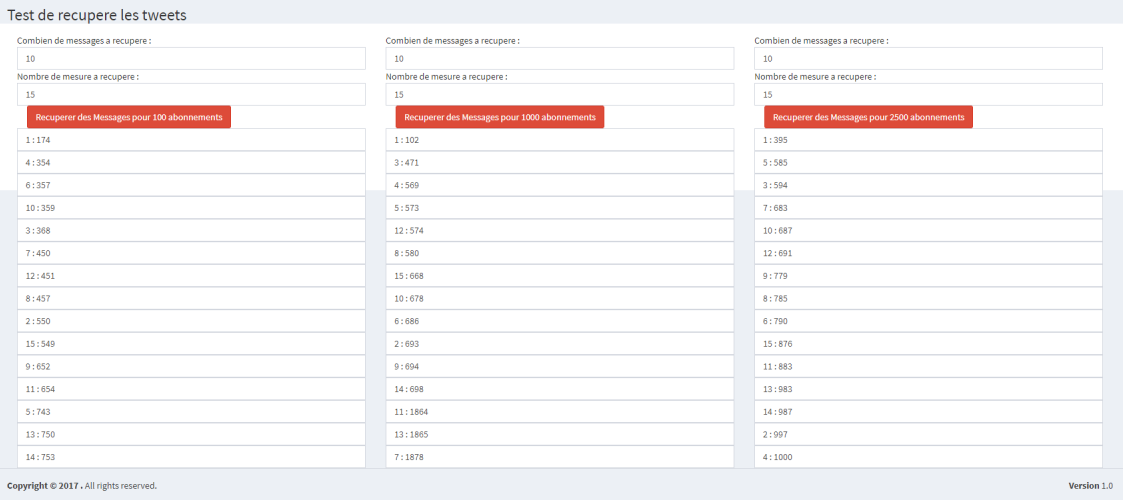 Test de recupere les tweets
Combien de messages a recupere :
10
Nombre de mesure a recupere :
15
Recuperer des Messages pour 100 abonnements
1 : 174
4 : 354
6 : 357
10 : 359
3 : 368
7 : 450
12 : 451
8 : 457
2 : 550
15 : 549
9 : 652
11 : 654
5 : 743
13 : 750
14 : 753
Combien de messages a recupere :
10
Nombre de mesure a recupere :
15
Recuperer des Messages pour 1000 abonnements
1 : 102
3 : 471
4 : 569
5 : 573
12 : 574
8 : 580
15 : 668
10 : 678
6 : 686
2 : 693
9 : 694
14 : 698
11 : 1864
13 : 1865
7 : 1878
Combien de messages a recupere :
10
Nombre de mesure a recupere :
15
Recuperer des Messages pour 2500 abonnements
1 : 395
5 : 585
3 : 594
7 : 683
10 : 687
12 : 691
9 : 779
8 : 785
6 : 790
15 : 876
11 : 883
13 : 983
14 : 987
2 : 997
4 : 1000
Copyright © 2017 . All rights reserved.
Version 1.0